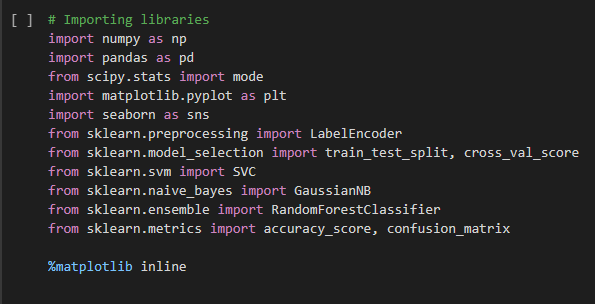 [ ] # Importing libraries
import numpy as np
import pandas as pd
from scipy.stats import mode
import matplotlib.pyplot as plt
import seaborn as sns
from sklearn.preprocessing import LabelEncoder
from sklearn.model_selection import train_test_split, cross_val_score
from sklearn.svm import SVC
from sklearn.naive_bayes import GaussianNB
from sklearn.ensemble import RandomForestClassifier
from sklearn.metrics import accuracy_score, confusion_matrix
%matplotlib inline